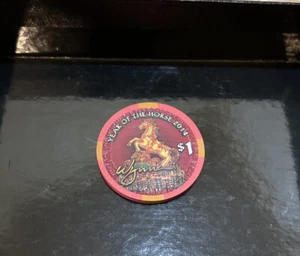 YEAR OF THE HORSE 2014
$1
Wynn